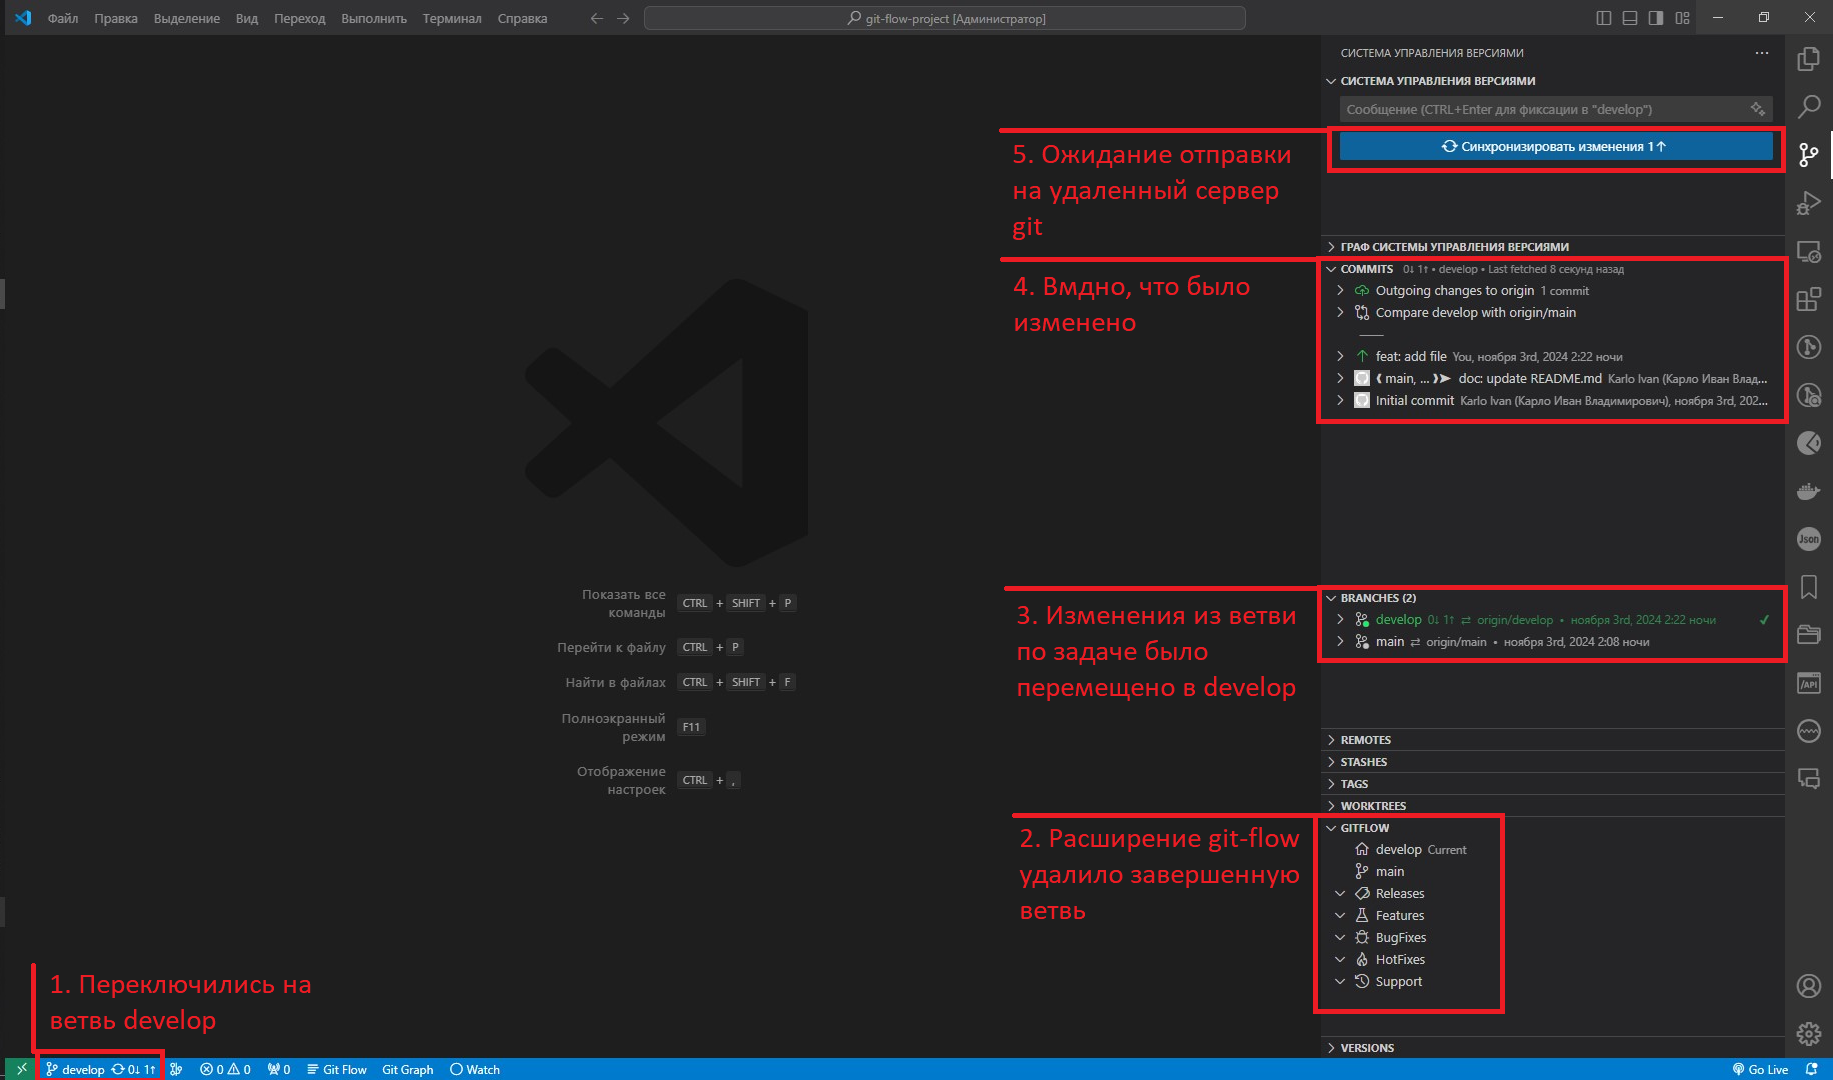 Файл Правка Выделение Вид Переход Выполнить Терминал Справка
git-flow-project [Администратор]
СИСТЕМА УПРАВЛЕНИЯ ВЕРСИЯМИ
СИСТЕМА УПРАВЛЕНИЯ ВЕРСИЯМИ
Сообщение (CTRL+Enter для фиксации в "develop")
Синхронизировать изменения 1↑
5. Ожидание отправки
на удаленный сервер
git
ГРАФ СИСТЕМЫ УПРАВЛЕНИЯ ВЕРСИЯМИ
COMMITS 0↓ 1↑ • develop • Last fetched 8 секунд назад
Outgoing changes to origin 1 commit
Compare develop with origin/main
feat: add file You, ноября 3rd, 2024 2:22 ночи
main, ... doc: update README.md Karlo Ivan (Карло Иван Влад...
Initial commit Karlo Ivan (Карло Иван Владимирович), ноября 3rd, 202...
4. Вмдно, что было
изменено
Показать все
команды
CTRL + SHIFT + P
Перейти к файлу CTRL + P
Найти в файлах CTRL + SHIFT + F
Полноэкранный
режим
F11
Отображение
настроек
CTRL + ,
BRANCHES (2)
develop 0↓ 1↑ ⇄ origin/develop • ноября 3rd, 2024 2:22 ночи
main ⇄ origin/main • ноября 3rd, 2024 2:08 ночи
3. Изменения из ветви
по задаче было
перемещено в develop
REMOTES
STASHES
TAGS
WORKTREES
GITFLOW
develop Current
main
Releases
Features
BugFixes
HotFixes
Support
2. Расширение git-flow
удалило завершенную
ветвь
VERSIONS
Json
/API
1. Переключились на
ветвь develop
develop 0↓ 1↑ 0 0 0 Git Flow Git Graph Watch Go Live